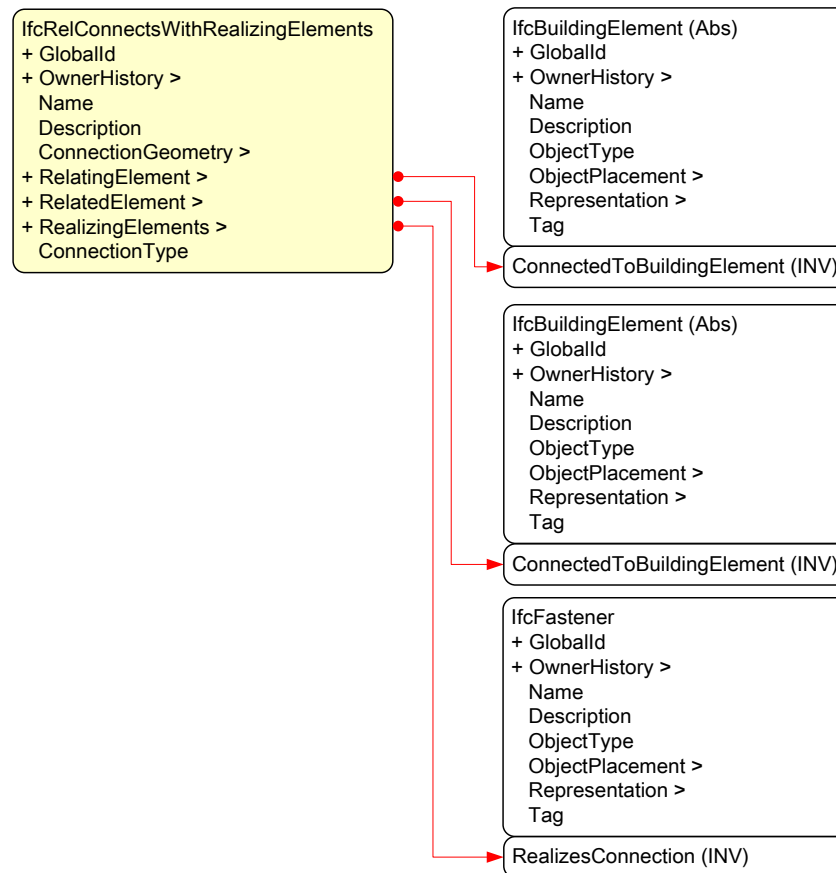 IfcRelConnectsWithRealizingElements
+ GlobalId
+ OwnerHistory >
Name
Description
ConnectionGeometry >
+ RelatingElement >
+ RelatedElement >
+ RealizingElements >
ConnectionType
IfcBuildingElement (Abs)
+ GlobalId
+ OwnerHistory >
Name
Description
ObjectType
ObjectPlacement >
Representation >
Tag
ConnectedToBuildingElement (INV)
IfcBuildingElement (Abs)
+ GlobalId
+ OwnerHistory >
Name
Description
ObjectType
ObjectPlacement >
Representation >
Tag
ConnectedToBuildingElement (INV)
IfcFastener
+ GlobalId
+ OwnerHistory >
Name
Description
ObjectType
ObjectPlacement >
Representation >
Tag
RealizesConnection (INV)